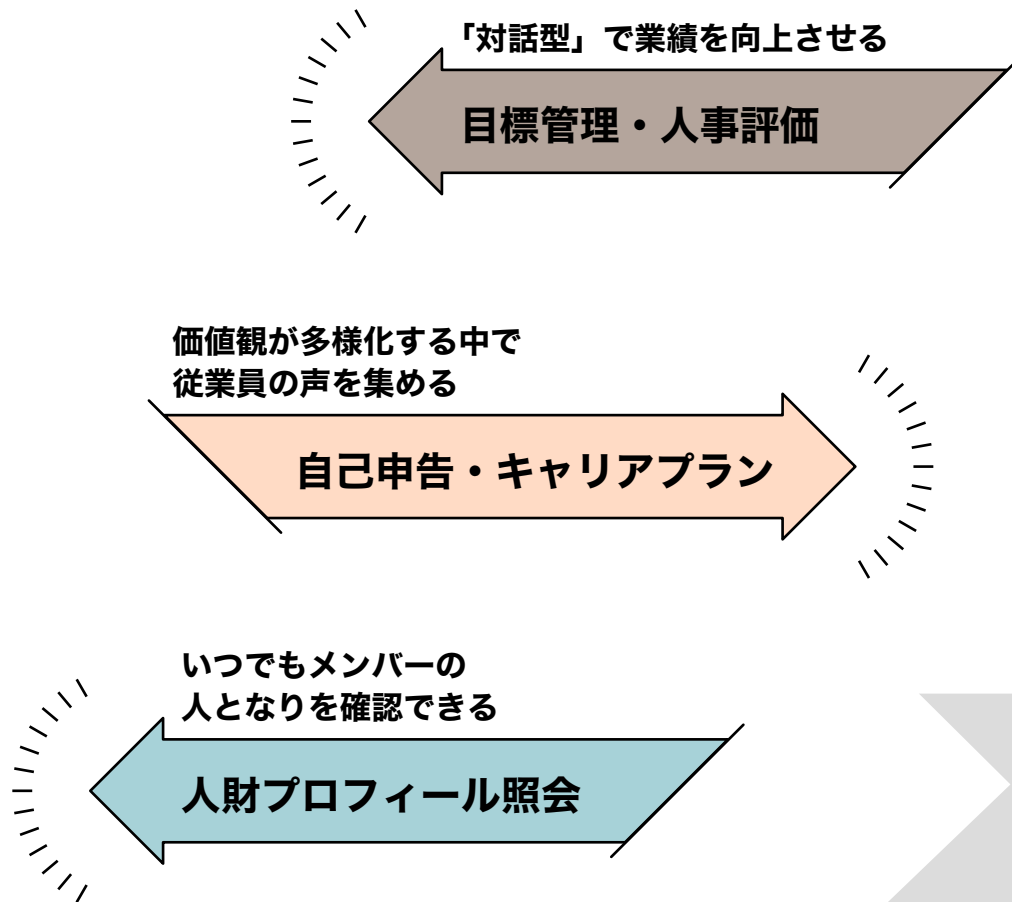 「対話型」で業績を向上させる
目標管理・人事評価
価値観が多様化する中で
従業員の声を集める
自己申告・キャリアプラン
いつでもメンバーの
人となりを確認できる
人財プロフィール照会